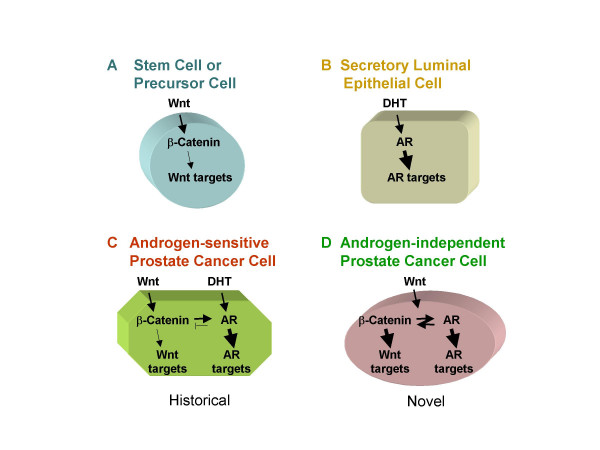 A Stem Cell or
Precursor Cell
Wnt
β-Catenin
Wnt targets
B Secretory Luminal
Epithelial Cell
DHT
AR
AR targets
C Androgen-sensitive
Prostate Cancer Cell
Wnt DHT
β-Catenin AR
Wnt AR
targets targets
Historical
D Androgen-independent
Prostate Cancer Cell
Wnt
β-Catenin AR
Wnt AR
targets targets
Novel